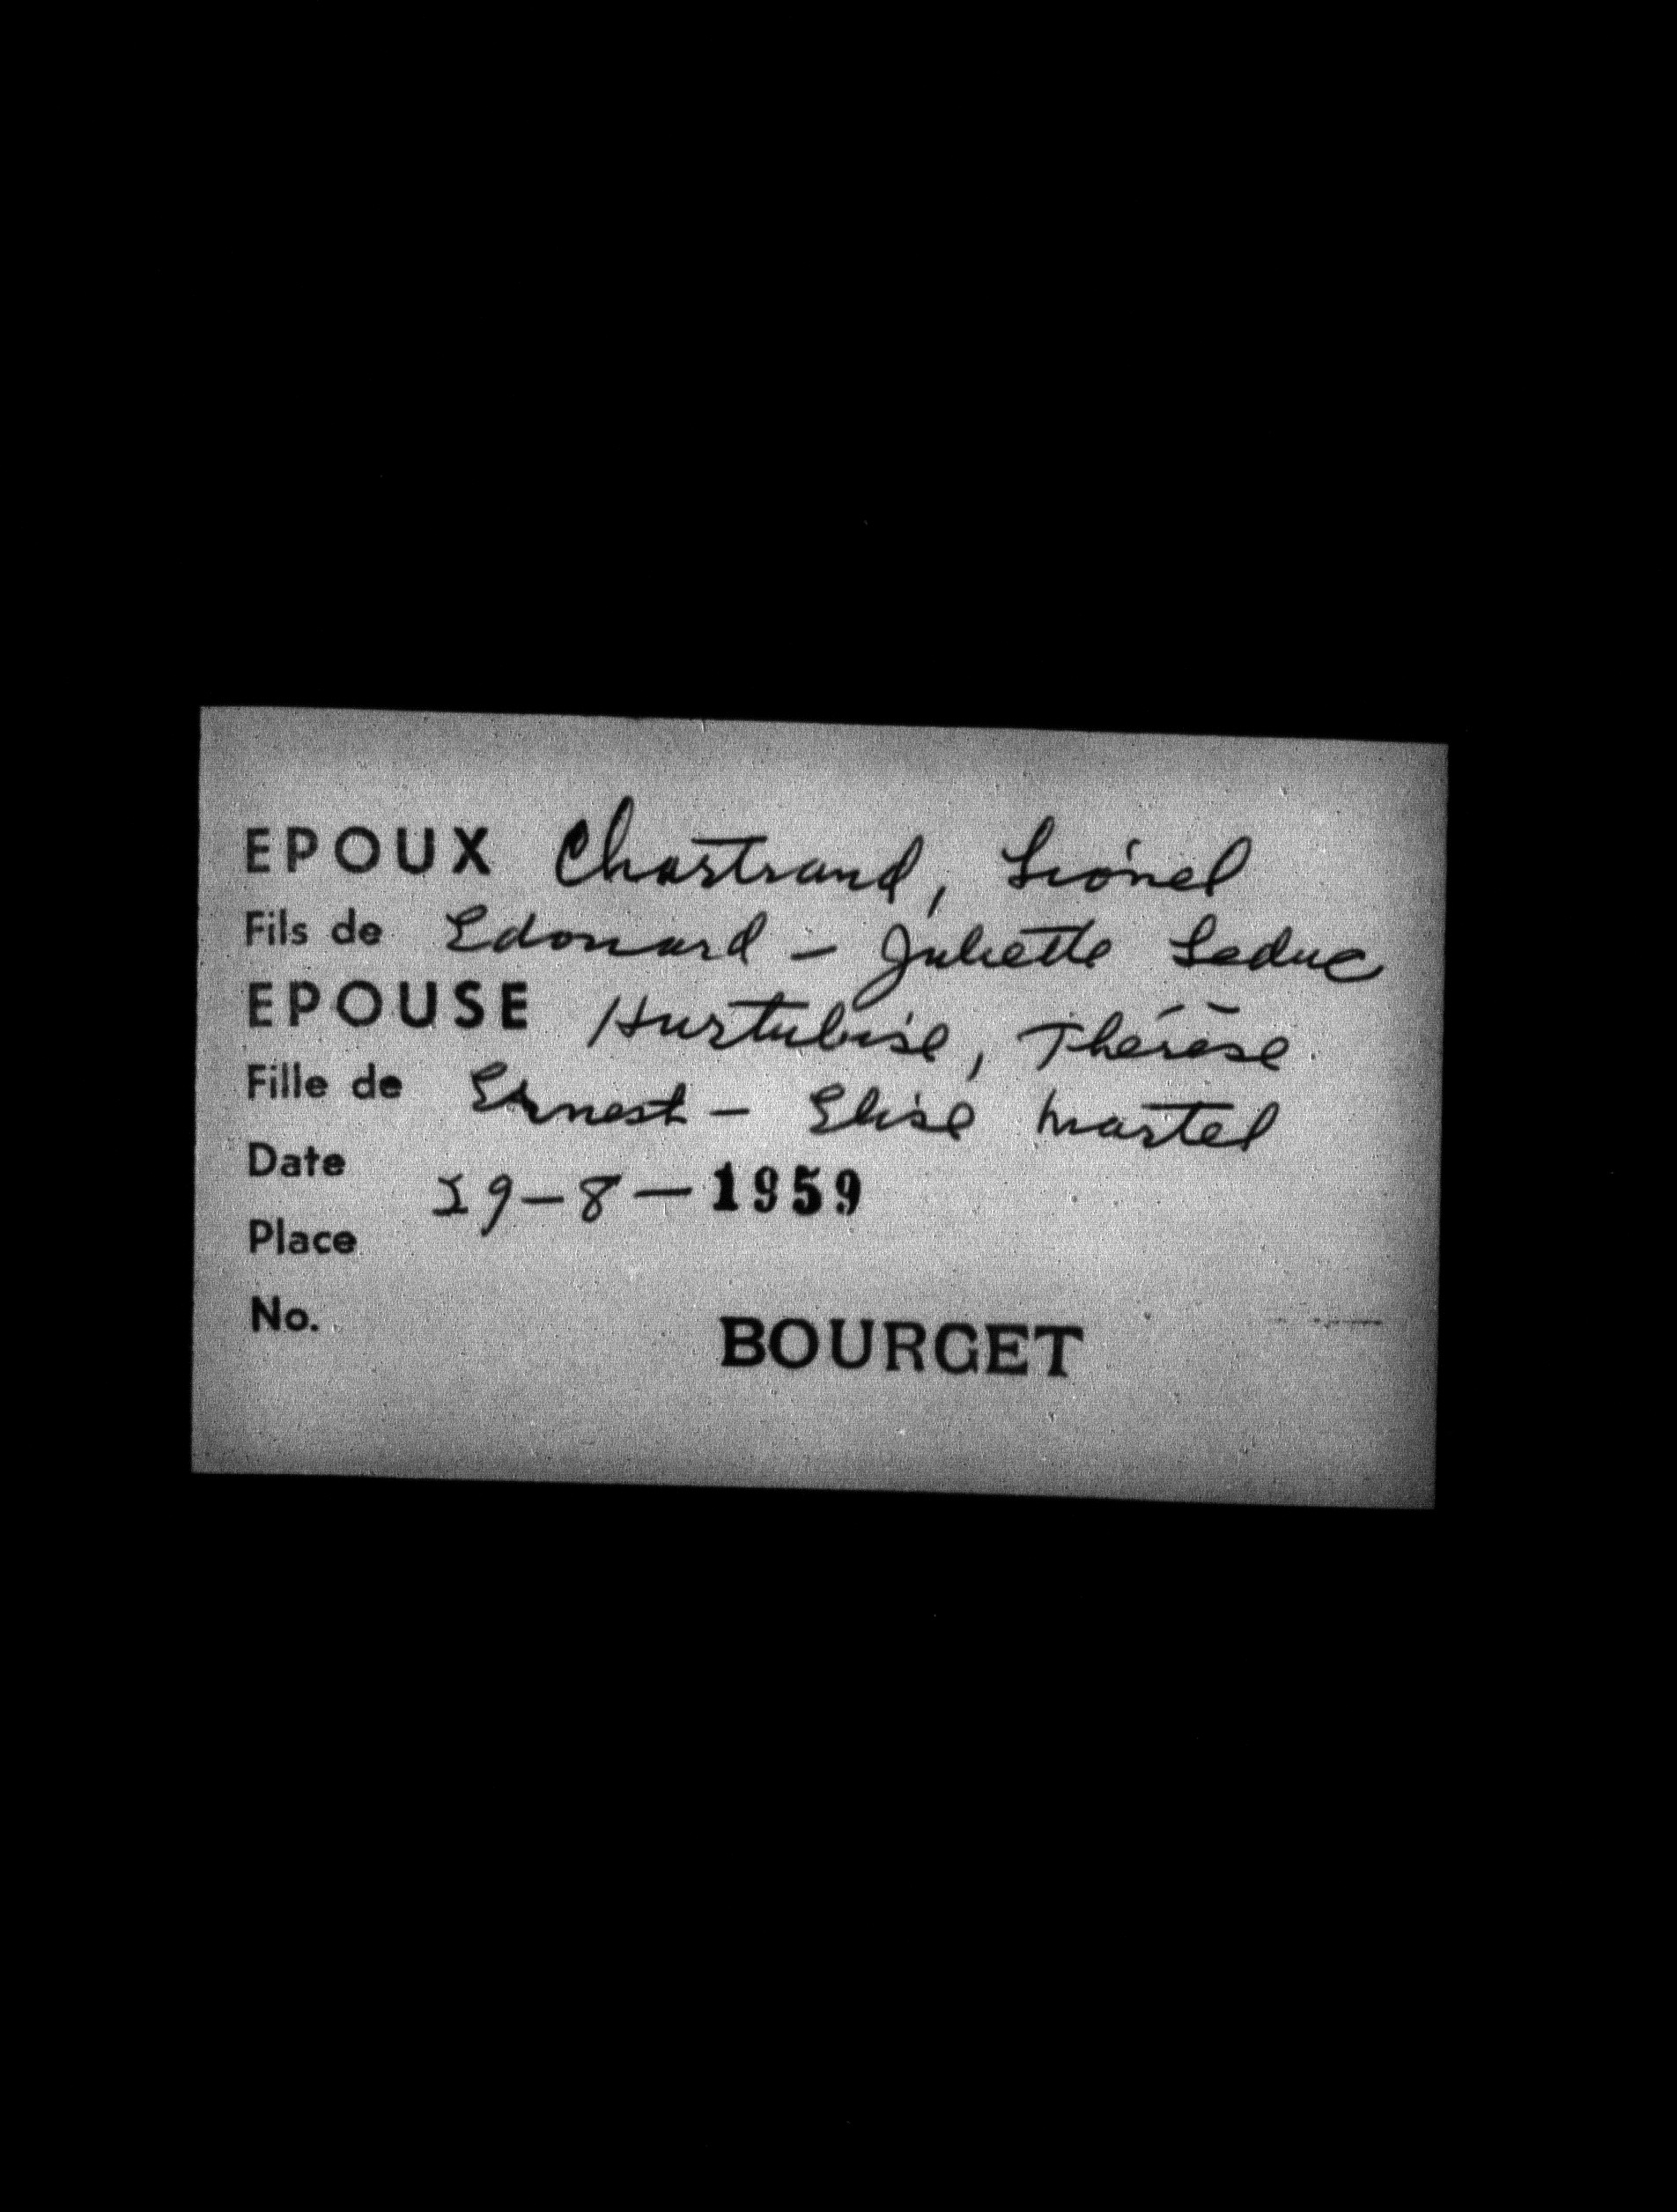 EPOUX Chartrand, Lionel
Fils de Edouard - Juliette Leduc
EPOUSE Hurtubise, Thérèse
Fille de Ernest - Elise Martel
Date 29-8-1959
Place
No.
BOURGET